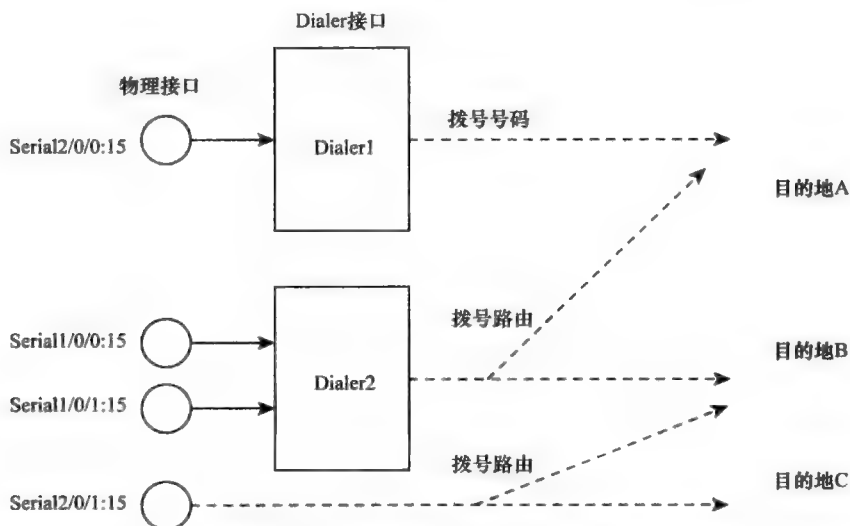 Dialer接口
物理接口
Serial2/0/0:15
Dialer1
拨号号码
目的地A
拨号路由
Serial1/0/0:15
Serial1/0/1:15
Dialer2
目的地B
拨号路由
目的地C
Serial2/0/1:15